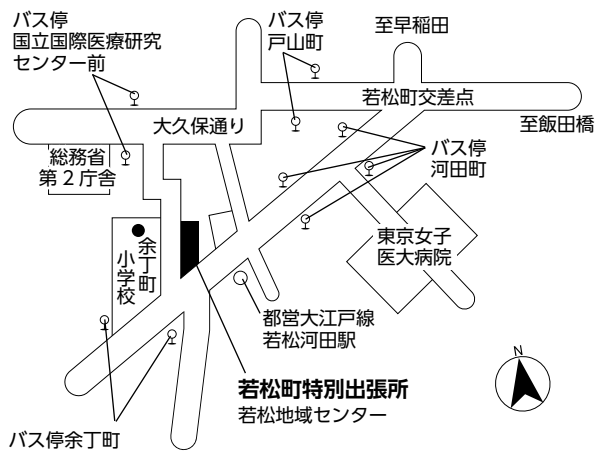 バス停
国立国際医療研究
センター前
バス停
戸山町
至早稲田
若松町交差点
大久保通り
至飯田橋
バス停
河田町
総務省
第2庁舎
東京女子
医大病院
余丁町
小学校
都営大江戸線
若松河田駅
若松町特別出張所
若松地域センター
バス停余丁町
N